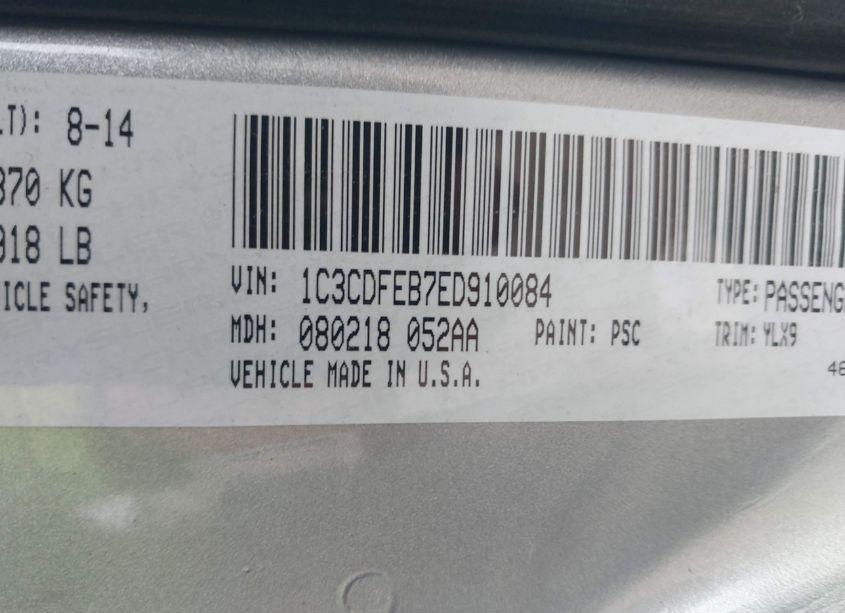 LT): 8-14
870 KG
018 LB
ICLE SAFETY,
VIN: 1C3CDFEB7ED910084
TYPE: PASSENG
MDH: 080218 052AA
PAINT: PSC
TRIM: YLX9
VEHICLE MADE IN U.S.A.
46